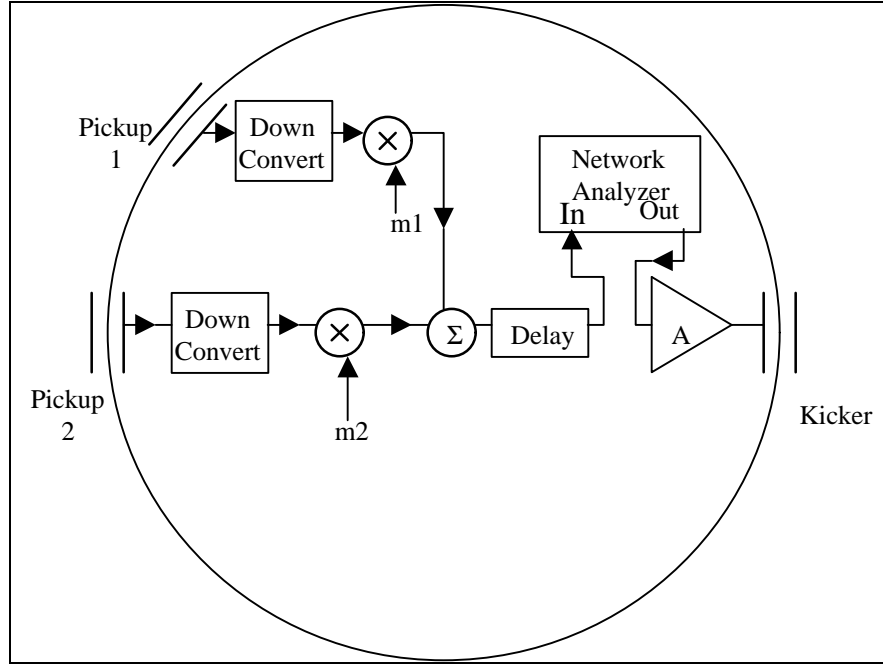 Pickup
1
Down
Convert
×
m1
Network
Analyzer
In
Out
Pickup
2
Down
Convert
×
m2
Σ
Delay
A
Kicker